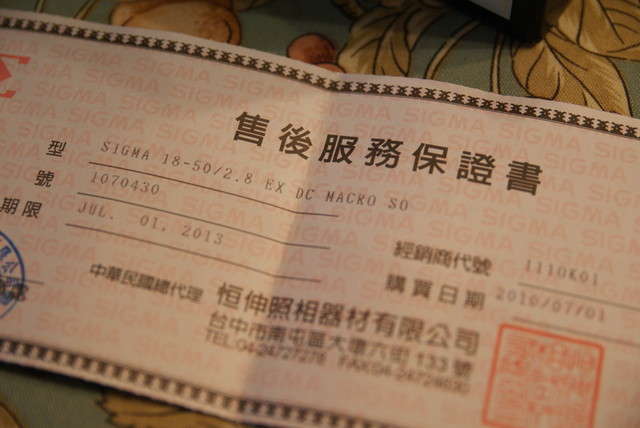 售後服務保證書
型 SIGMA 18-50/2.8 EX DC MACRO SO
號 1070430
期限 JUL. 01. 2013
經銷商代號 1110K01
購買日期 2010/07/01
中華民國總代理 恒伸照相器材有限公司
台中市南屯區大墩六街133號
TEL:04-24727276